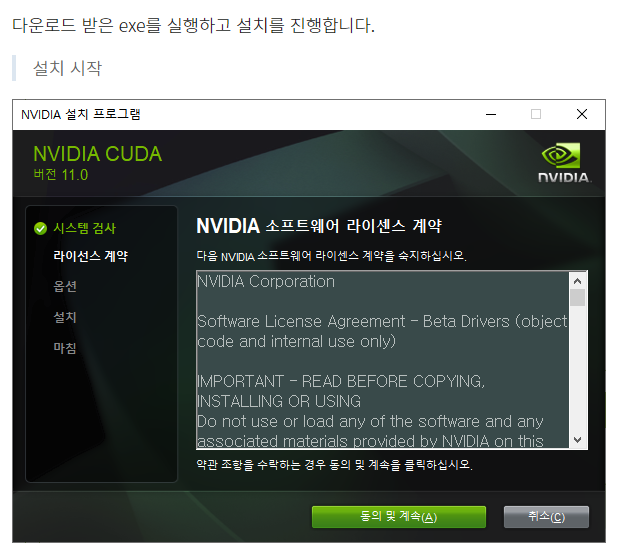 다운로드 받은 exe를 실행하고 설치를 진행합니다.
설치 시작
NVIDIA 설치 프로그램
NVIDIA CUDA
버전 11.0
NVIDIA.
시스템 검사
라이선스 계약
옵션
설치
마침
NVIDIA 소프트웨어 라이센스 계약
다음 NVIDIA 소프트웨어 라이센스 계약을 숙지하십시오.
NVIDIA Corporation
Software License Agreement – Beta Drivers (object
code and internal use only)
IMPORTANT – READ BEFORE COPYING,
INSTALLING OR USING
Do not use or load any of the software and any
associated materials provided by NVIDIA on this
약관 조항을 수락하는 경우 동의 및 계속을 클릭하십시오.
동의 및 계속(A)
취소(C)